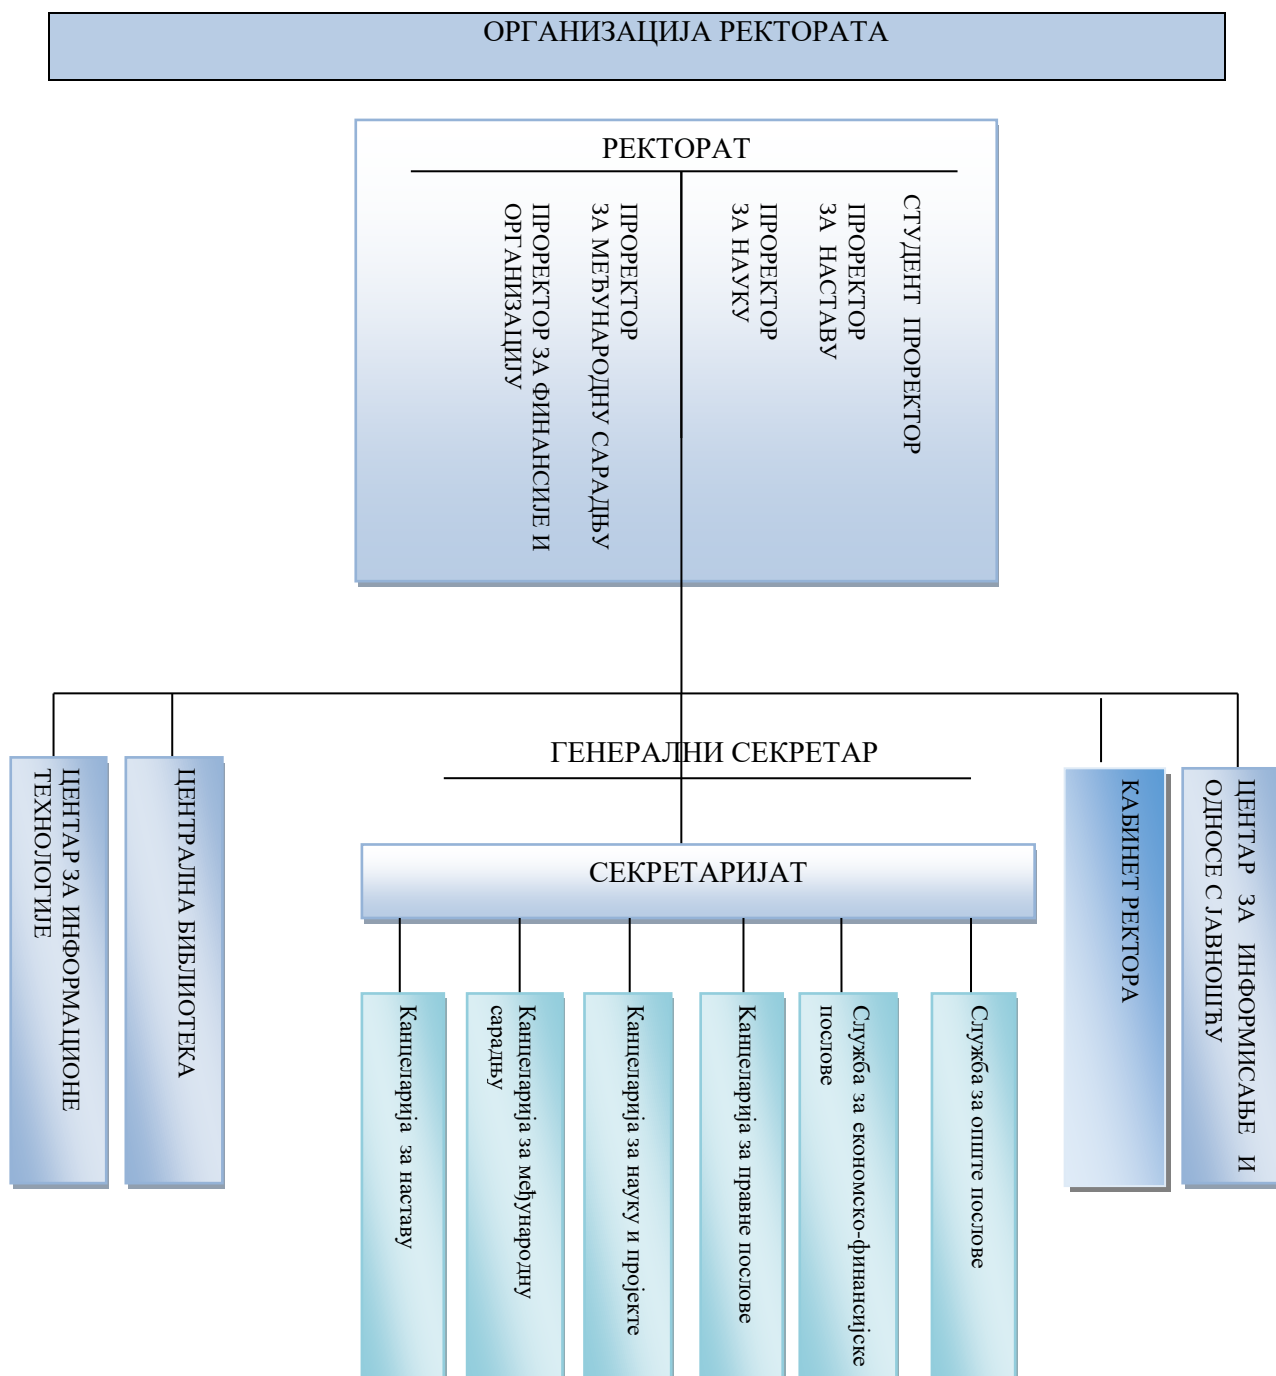 ОРГАНИЗАЦИЈА РЕКТОРАТА
РЕКТОРАТ
ПРОРЕКТОР ЗА ФИНАНСИЈЕ И
ОРГАНИЗАЦИЈУ
ПРОРЕКТОР
ЗА МЕЂУНАРОДНУ САРАДЊУ
ПРОРЕКТОР
ЗА НАУКУ
ПРОРЕКТОР
ЗА НАСТАВУ
СТУДЕНТ ПРОРЕКТОР
ГЕНЕРАЛНИ СЕКРЕТАР
ЦЕНТАР ЗА ИНФОРМАЦИОНЕ
ТЕХНОЛОГИЈЕ
ЦЕНТРАЛНА БИБЛИОТЕКА
КАБИНЕТ РЕКТОРА
ЦЕНТАР ЗА ИНФОРМИСАЊЕ И
ОДНОСЕ С ЈАВНОШЋУ
СЕКРЕТАРИЈАТ
Канцеларија за наставу
Канцеларија за међународну
сарадњу
Канцеларија за науку и пројекте
Канцеларија за правне послове
Служба за економско-финансијске
послове
Служба за опште послове